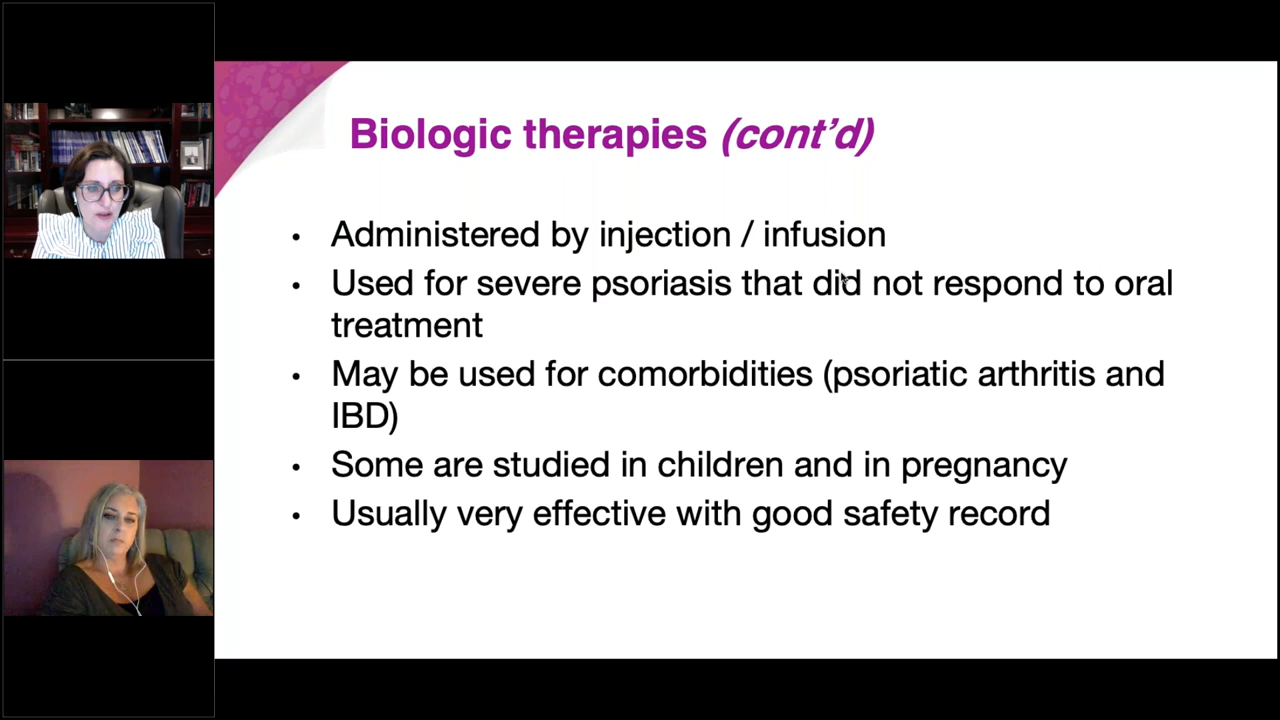 Biologic therapies (cont’d)
• Administered by injection / infusion
• Used for severe psoriasis that did not respond to oral
treatment
• May be used for comorbidities (psoriatic arthritis and
IBD)
• Some are studied in children and in pregnancy
• Usually very effective with good safety record